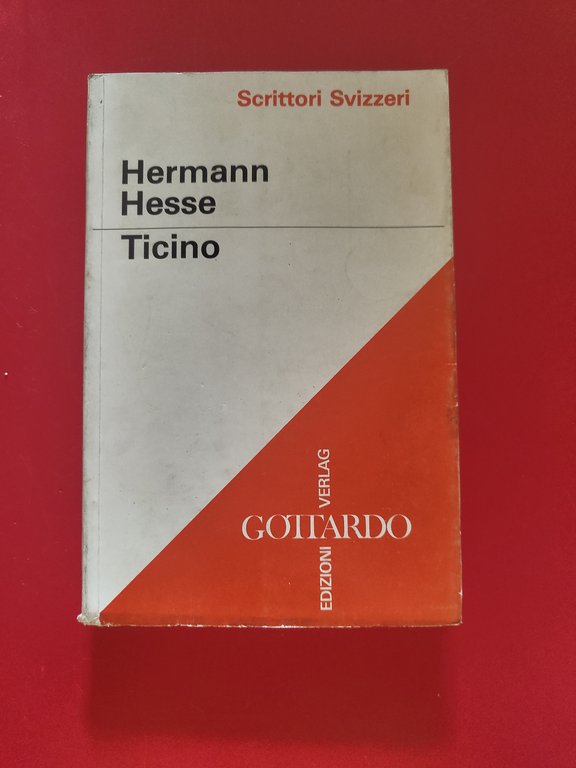 Scrittori Svizzeri
Hermann
Hesse
Ticino
GOTTARDO
EDIZIONI VERLAG